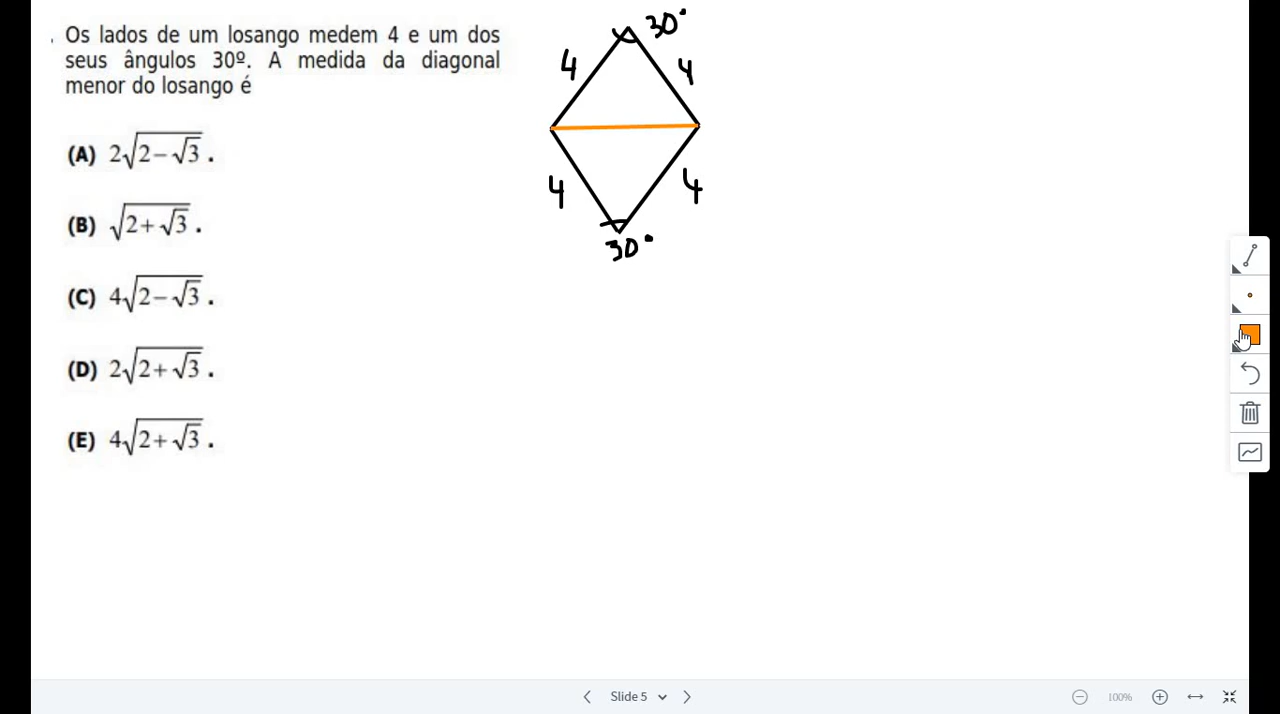 Os lados de um losango medem 4 e um dos
seus ângulos 30º. A medida da diagonal
menor do losango é
(A) 2√(2−√3) .
(B) √(2+√3) .
(C) 4√(2−√3) .
(D) 2√(2+√3) .
(E) 4√(2+√3) .
30°
4
4
4
4
30°
Slide 5
100%